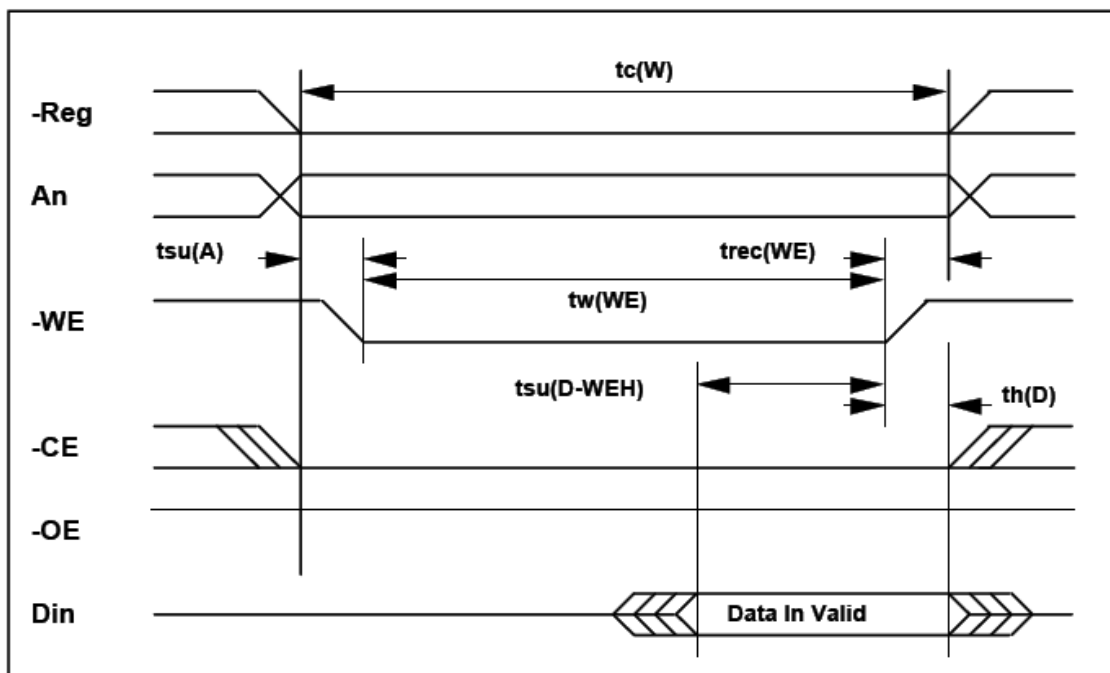 tc(W)
-Reg
An
tsu(A)
trec(WE)
tw(WE)
-WE
tsu(D-WEH)
th(D)
-CE
-OE
Din
Data In Valid